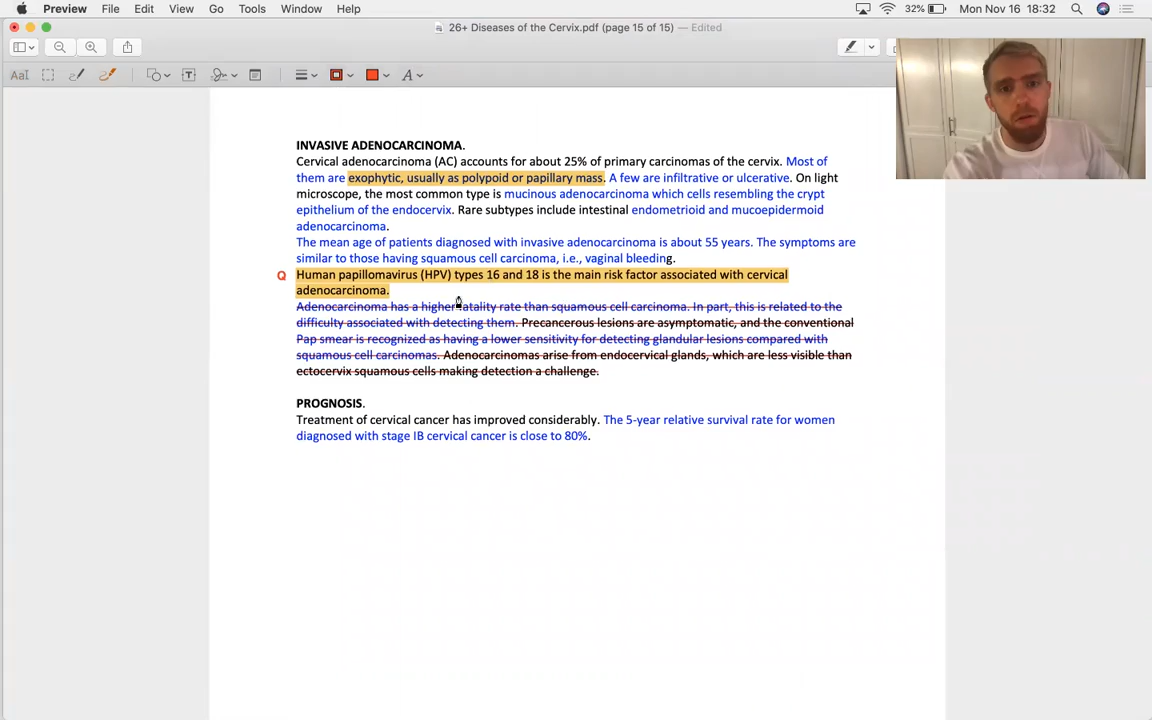 Preview File Edit View Go Tools Window Help 32% Mon Nov 16 18:32
26+ Diseases of the Cervix.pdf (page 15 of 15) — Edited
AaI A
INVASIVE ADENOCARCINOMA.
Cervical adenocarcinoma (AC) accounts for about 25% of primary carcinomas of the cervix. Most of
them are exophytic, usually as polypoid or papillary mass. A few are infiltrative or ulcerative. On light
microscope, the most common type is mucinous adenocarcinoma which cells resembling the crypt
epithelium of the endocervix. Rare subtypes include intestinal endometrioid and mucoepidermoid
adenocarcinoma.
The mean age of patients diagnosed with invasive adenocarcinoma is about 55 years. The symptoms are
similar to those having squamous cell carcinoma, i.e., vaginal bleeding.
Q Human papillomavirus (HPV) types 16 and 18 is the main risk factor associated with cervical
adenocarcinoma.
Adenocarcinoma has a higher fatality rate than squamous cell carcinoma. In part, this is related to the
difficulty associated with detecting them. Precancerous lesions are asymptomatic, and the conventional
Pap smear is recognized as having a lower sensitivity for detecting glandular lesions compared with
squamous cell carcinomas. Adenocarcinomas arise from endocervical glands, which are less visible than
ectocervix squamous cells making detection a challenge.
PROGNOSIS.
Treatment of cervical cancer has improved considerably. The 5-year relative survival rate for women
diagnosed with stage IB cervical cancer is close to 80%.